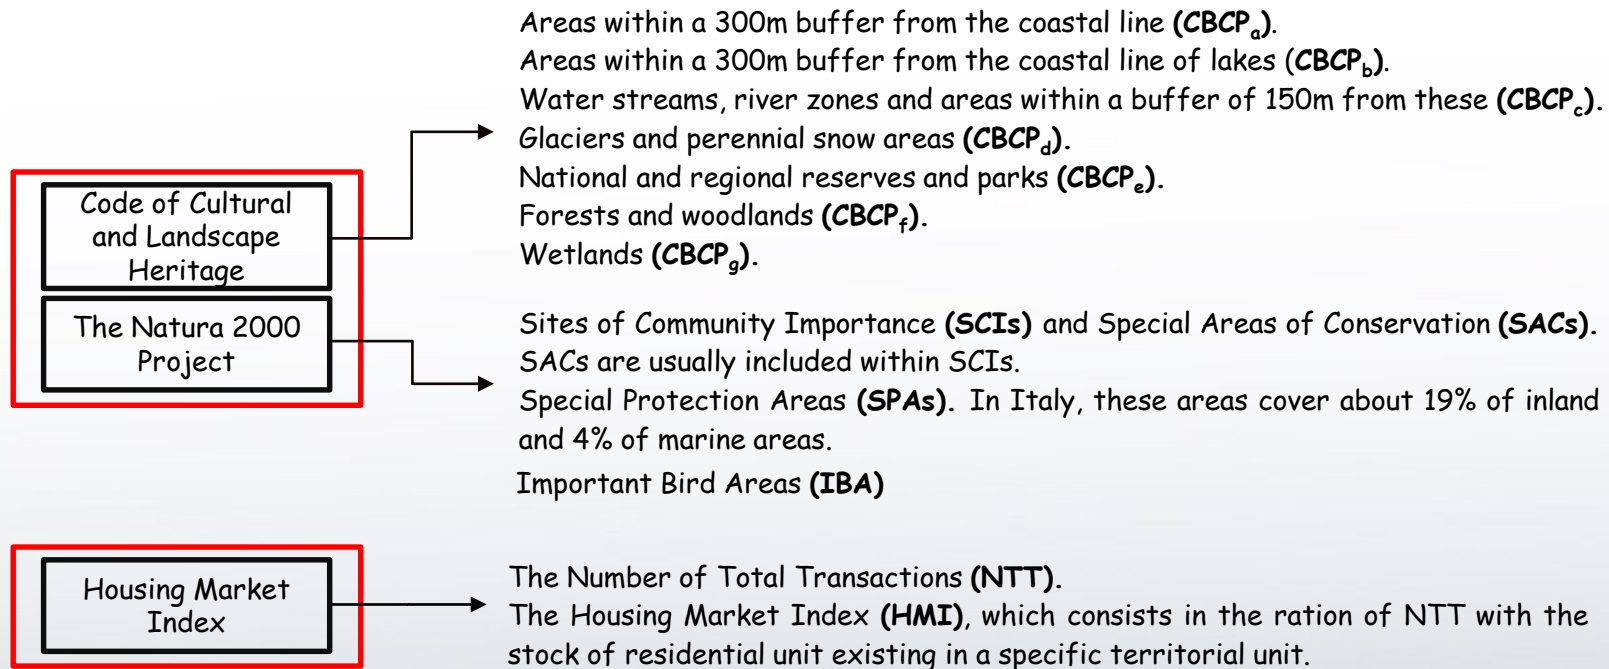 Areas within a 300m buffer from the coastal line (CBCPa).
Areas within a 300m buffer from the coastal line of lakes (CBCPb).
Water streams, river zones and areas within a buffer of 150m from these (CBCPc).
Glaciers and perennial snow areas (CBCPd).
National and regional reserves and parks (CBCPe).
Forests and woodlands (CBCPf).
Wetlands (CBCPg).
Code of Cultural
and Landscape
Heritage
The Natura 2000
Project
Sites of Community Importance (SCIs) and Special Areas of Conservation (SACs).
SACs are usually included within SCIs.
Special Protection Areas (SPAs). In Italy, these areas cover about 19% of inland
and 4% of marine areas.
Important Bird Areas (IBA)
Housing Market
Index
The Number of Total Transactions (NTT).
The Housing Market Index (HMI), which consists in the ration of NTT with the
stock of residential unit existing in a specific territorial unit.